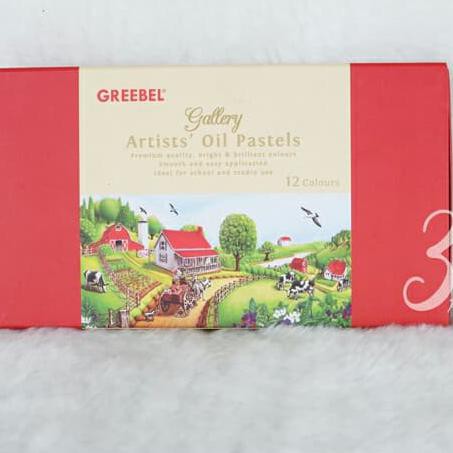 GREEBEL®
Gallery
Artists' Oil Pastels
Premium quality, bright & brilliant colours
Smooth and easy application
Ideal for school and studio use
12 Colours
3